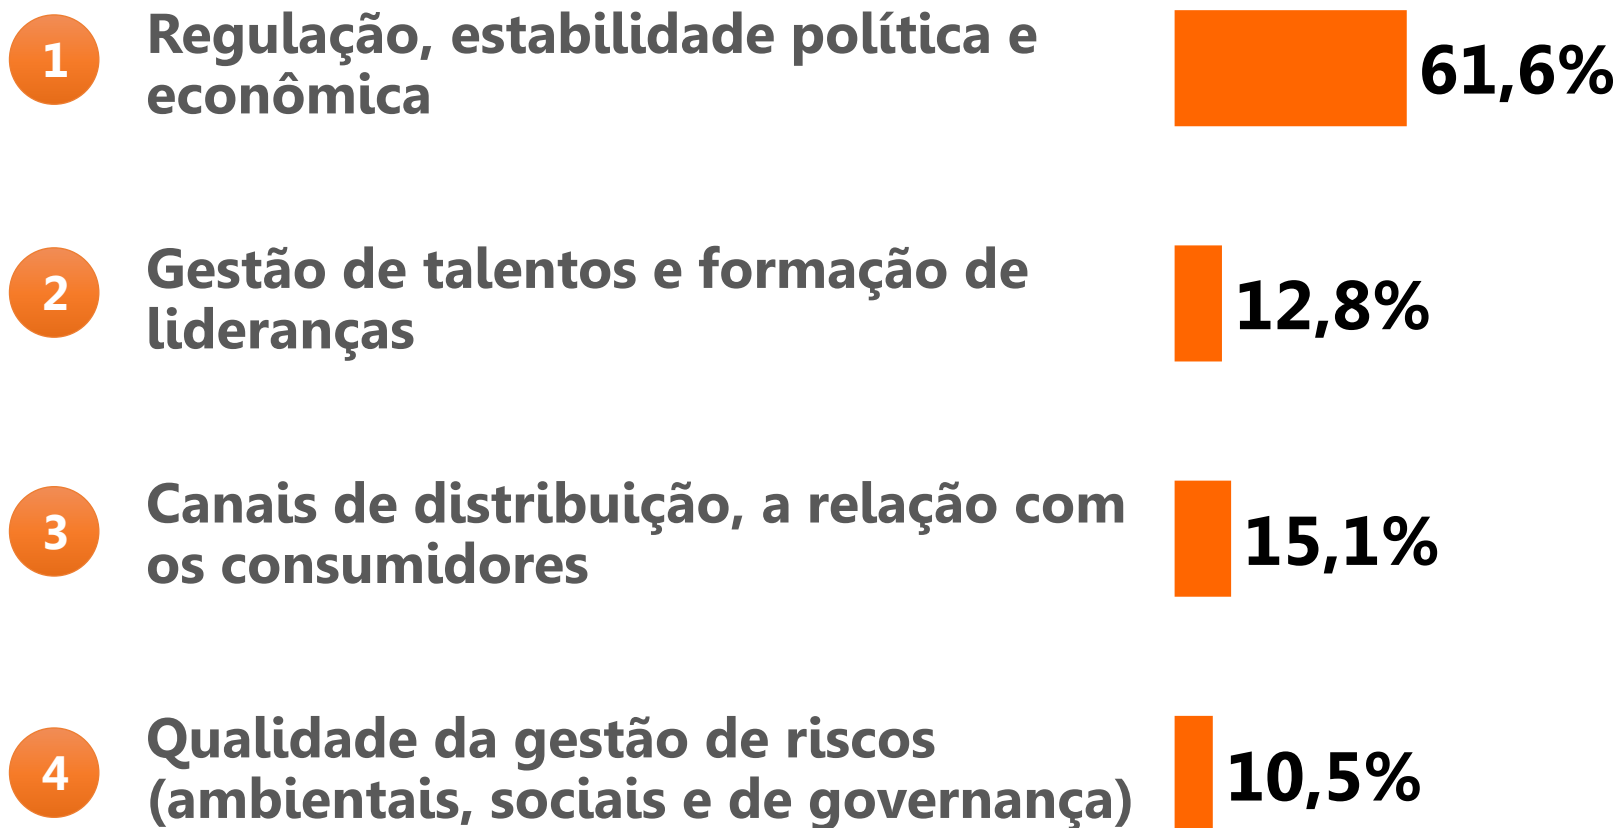 1
Regulação, estabilidade política e
econômica
61,6%
2
Gestão de talentos e formação de
lideranças
12,8%
3
Canais de distribuição, a relação com
os consumidores
15,1%
4
Qualidade da gestão de riscos
(ambientais, sociais e de governança)
10,5%